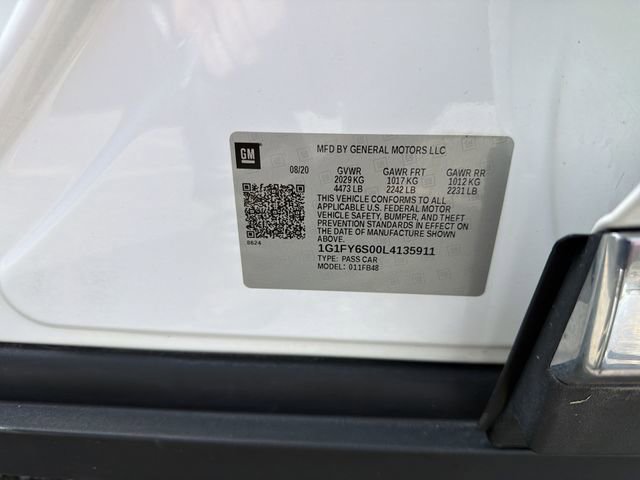 GM
MFD BY GENERAL MOTORS LLC
08/20 GVWR GAWR FRT GAWR RR
2029 KG 1017 KG 1012 KG
4473 LB 2242 LB 2231 LB
THIS VEHICLE CONFORMS TO ALL
APPLICABLE U.S. FEDERAL MOTOR
VEHICLE SAFETY, BUMPER, AND THEFT
PREVENTION STANDARDS IN EFFECT ON
THE DATE OF MANUFACTURE SHOWN
ABOVE.
0624
1G1FY6S00L4135911
TYPE: PASS CAR
MODEL: 011FB48